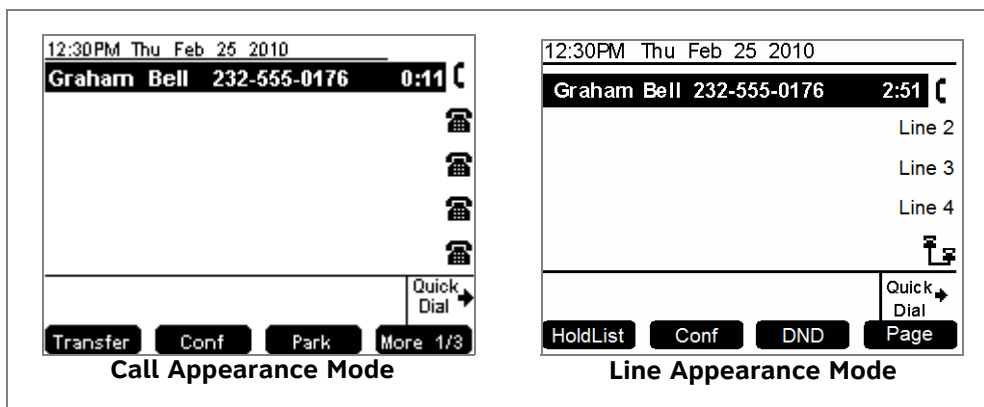 12:30PM Thu Feb 25 2010
Graham Bell 232-555-0176 0:11
Quick
Dial
Transfer Conf Park More 1/3
Call Appearance Mode
12:30PM Thu Feb 25 2010
Graham Bell 232-555-0176 2:51
Line 2
Line 3
Line 4
Quick
Dial
HoldList Conf DND Page
Line Appearance Mode